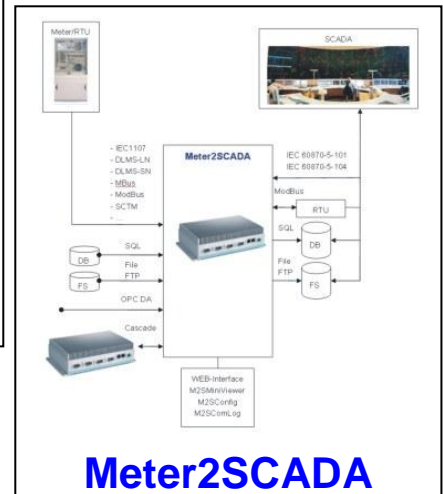 Meter/RTU
SCADA
- IEC1107
- DLMS-LN
- DLMS-SN
- MBus
- ModBus
- SCTM
- ...
Meter2SCADA
IEC 60870-5-101
IEC 60870-5-104
ModBus
RTU
SQL
DB
File
FTP
FS
DB
SQL
File
FS
FTP
OPC DA
Cascade
WEB-Interface
M2SMiniViewer
M2SConfig
M2SComLog
Meter2SCADA